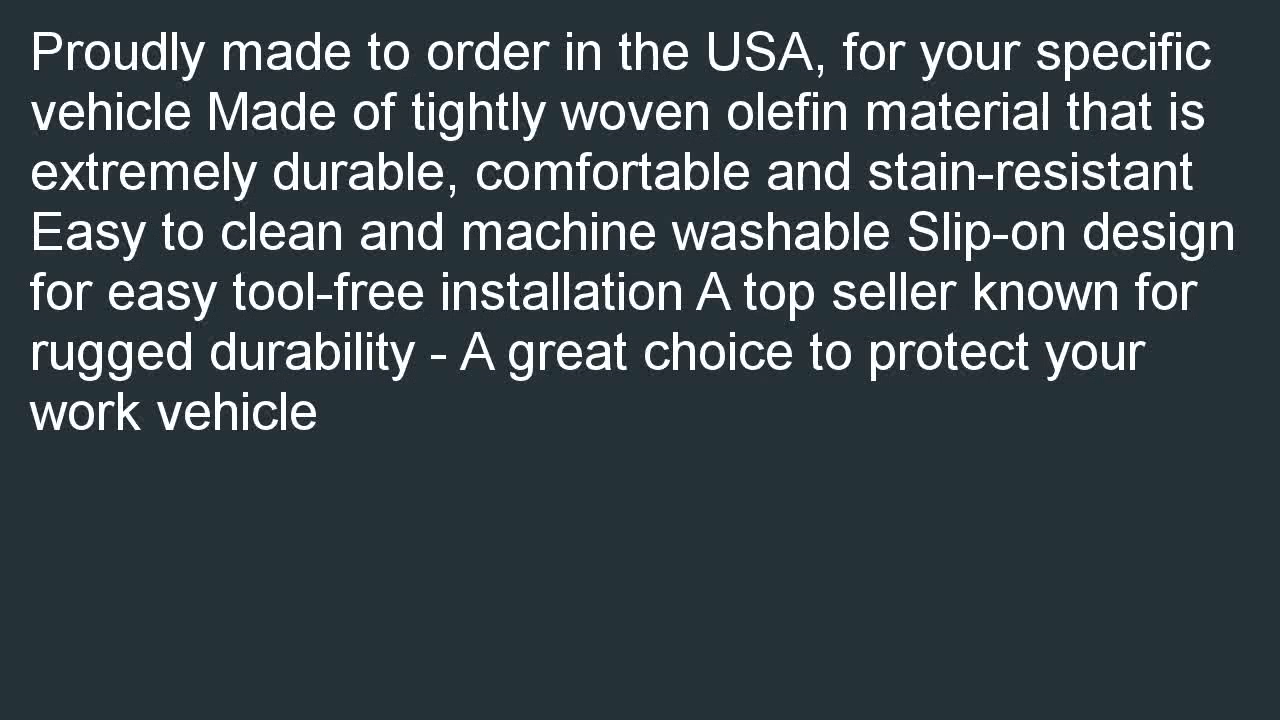 Proudly made to order in the USA, for your specific
vehicle Made of tightly woven olefin material that is
extremely durable, comfortable and stain-resistant
Easy to clean and machine washable Slip-on design
for easy tool-free installation A top seller known for
rugged durability - A great choice to protect your
work vehicle